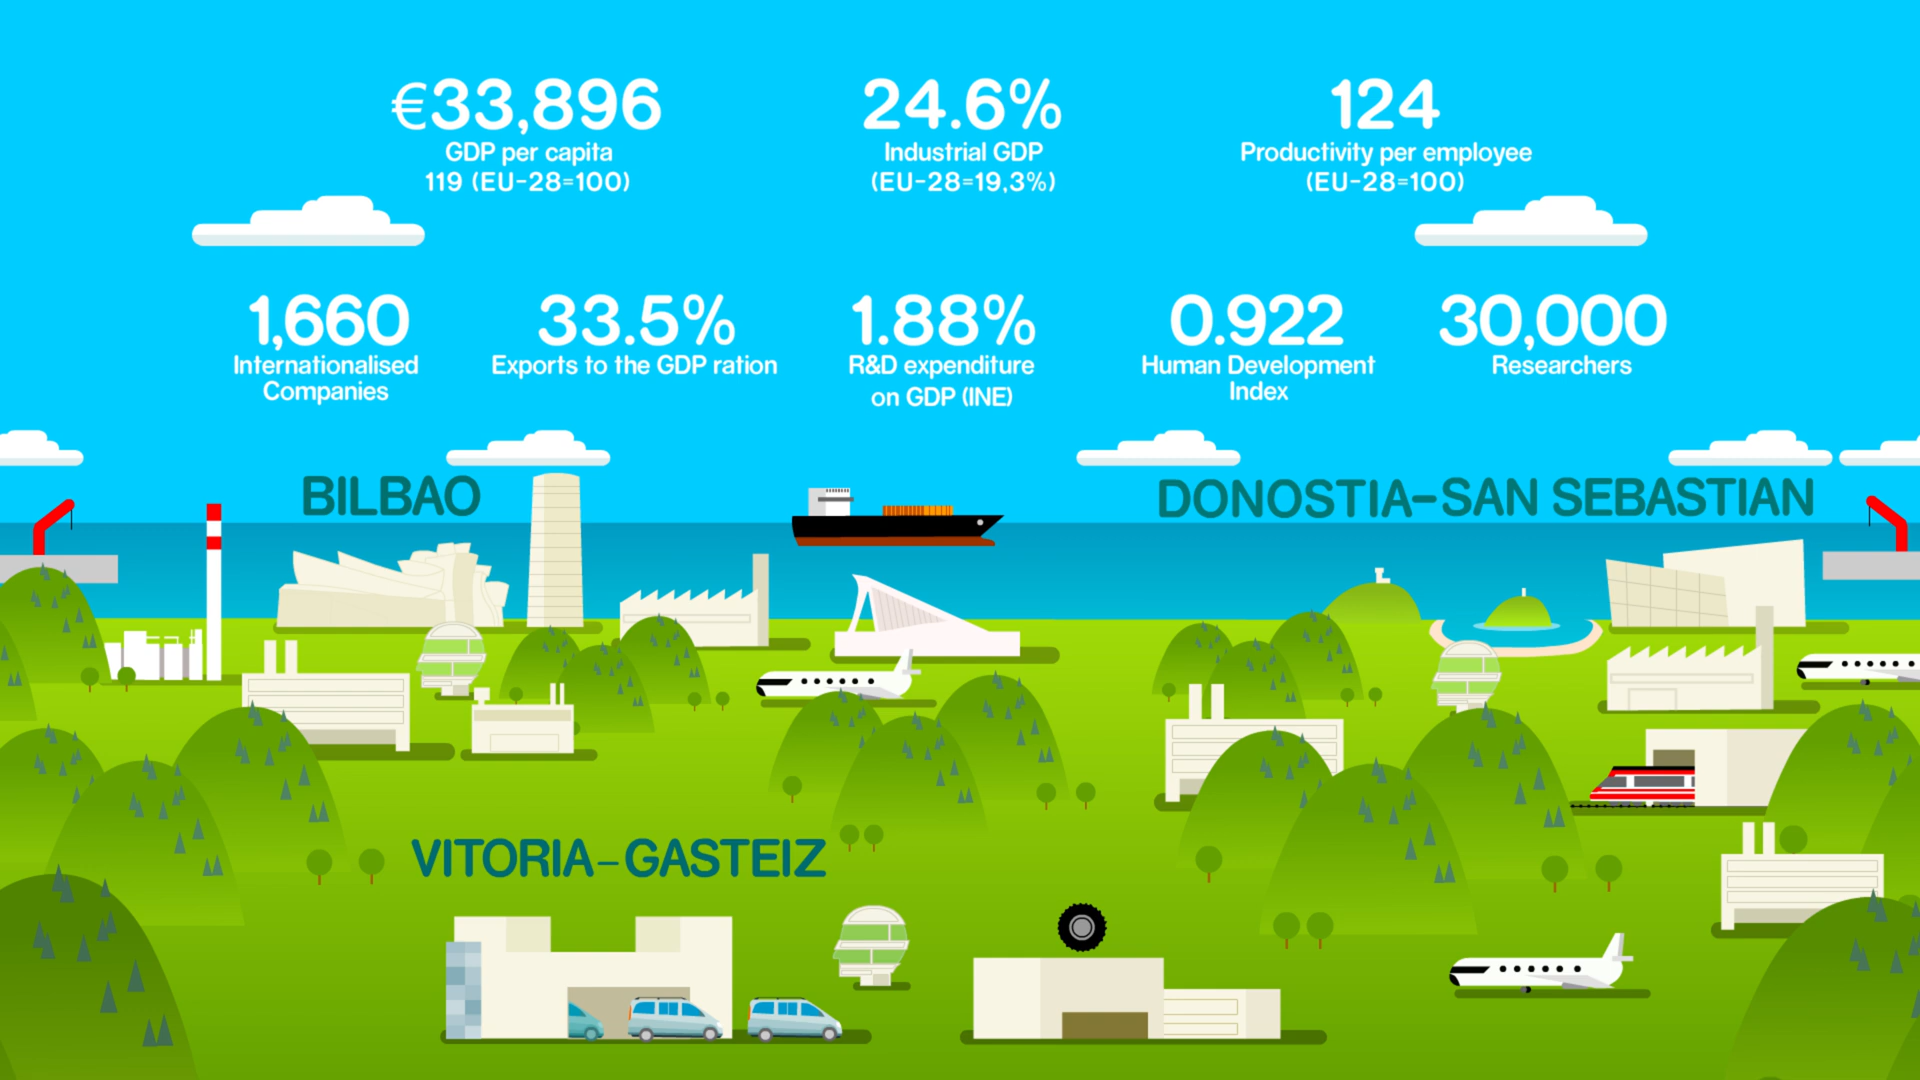 €33,896
GDP per capita
119 (EU-28=100)
24.6%
Industrial GDP
(EU-28=19,3%)
124
Productivity per employee
(EU-28=100)
1,660
Internationalised
Companies
33.5%
Exports to the GDP ration
1.88%
R&D expenditure
on GDP (INE)
0.922
Human Development
Index
30,000
Researchers
BILBAO
DONOSTIA-SAN SEBASTIAN
VITORIA-GASTEIZ